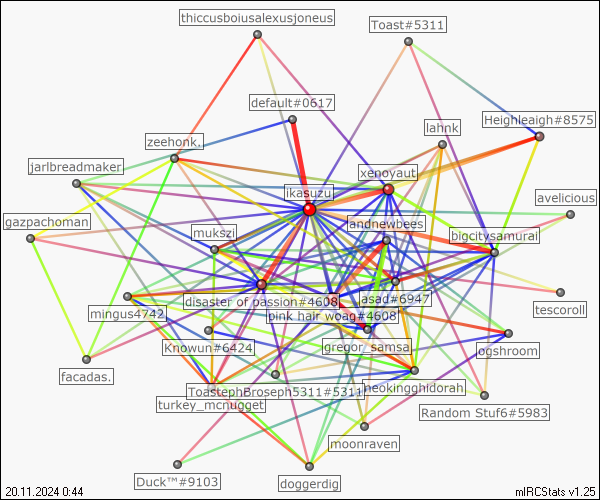 thiccusboiusalexusjoneus
Toast#5311
default#0617
lahnk
Heighleaigh#8575
zeehonk.
jarlbreadmaker.
xenoyaut
ikasuzu
avelicious
gazpachoman
mukszi
andnewbees
bigcitysamurai
disaster of passion#4608
asad#6947
tescoroll
mingus4742
pink hair woag#4608
Knowun#6424
gregor_samsa.
ogshroom
facadas.
ToastephBroseph5311#5311
theokingghidorah
turkey_mcnugget
Random Stuf6#5983
moonraven
Duck™#9103
doggerdig
20.11.2024 0:44
mIRCStats v1.25